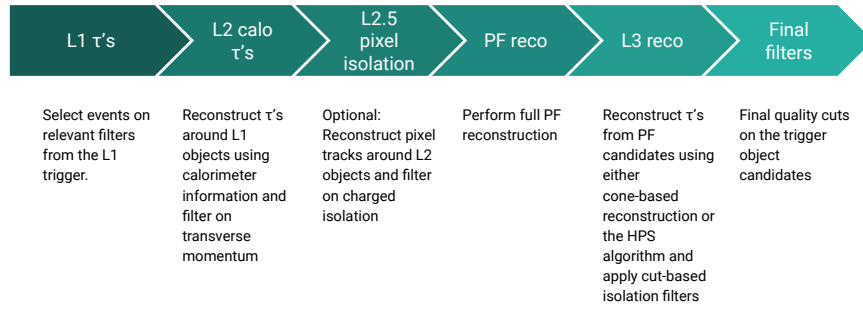 L1 τ's
L2 calo
τ's
L2.5
pixel
isolation
PF reco
L3 reco
Final
filters
Select events on
relevant filters
from the L1
trigger.
Reconstruct τ's
around L1
objects using
calorimeter
information and
filter on
transverse
momentum
Optional:
Reconstruct pixel
tracks around L2
objects and filter
on charged
isolation
Perform full PF
reconstruction
Reconstruct τ's
from PF
candidates using
either
cone-based
reconstruction or
the HPS
algorithm and
apply cut-based
isolation filters
Final quality cuts
on the trigger
object
candidates